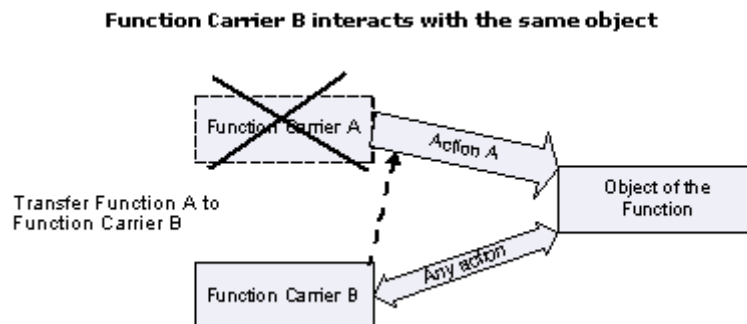 Function Carrier B interacts with the same object
Function Carrier A
Action A
Object of the
Function
Transfer Function A to
Function Carrier B
Any action
Function Carrier B